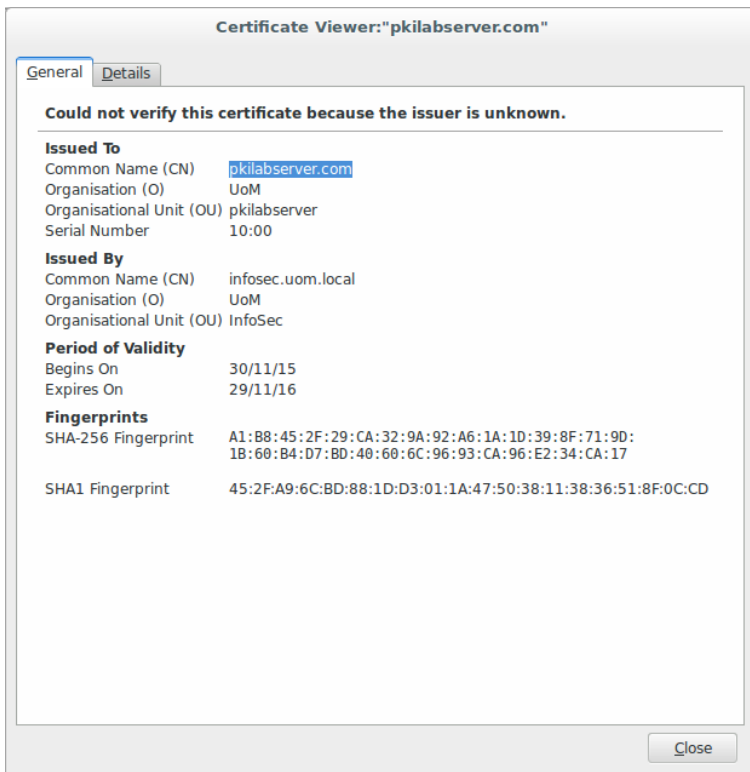 Certificate Viewer:"pkilabserver.com"
General Details
Could not verify this certificate because the issuer is unknown.
Issued To
Common Name (CN) pkilabserver.com
Organisation (O) UoM
Organisational Unit (OU) pkilabserver
Serial Number 10:00
Issued By
Common Name (CN) infosec.uom.local
Organisation (O) UoM
Organisational Unit (OU) InfoSec
Period of Validity
Begins On 30/11/15
Expires On 29/11/16
Fingerprints
SHA-256 Fingerprint A1:B8:45:2F:29:CA:32:9A:92:A6:1A:1D:39:8F:71:9D:
1B:60:B4:D7:BD:40:60:6C:96:93:CA:96:E2:34:CA:17
SHA1 Fingerprint 45:2F:A9:6C:BD:88:1D:D3:01:1A:47:50:38:11:38:36:51:8F:0C:CD
Close